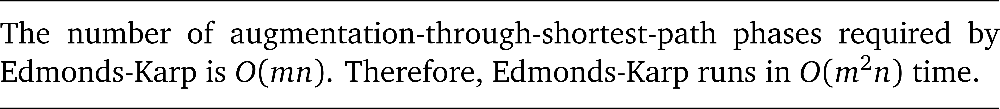 The number of augmentation-through-shortest-path phases required by
Edmonds-Karp is O(mn). Therefore, Edmonds-Karp runs in O(m²n) time.